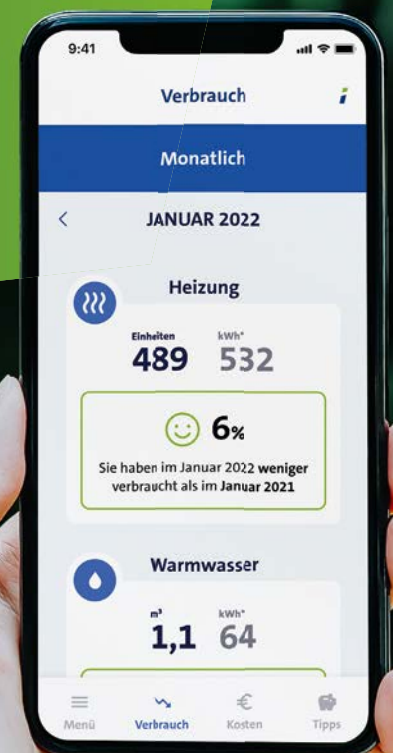 9:41
Verbrauch
Monatlich
JANUAR 2022
Heizung
Einheiten kWh*
489 532
6%
Sie haben im Januar 2022 weniger
verbraucht als im Januar 2021
Warmwasser
m³ kWh*
1,1 64
Menü Verbrauch Kosten Tipps